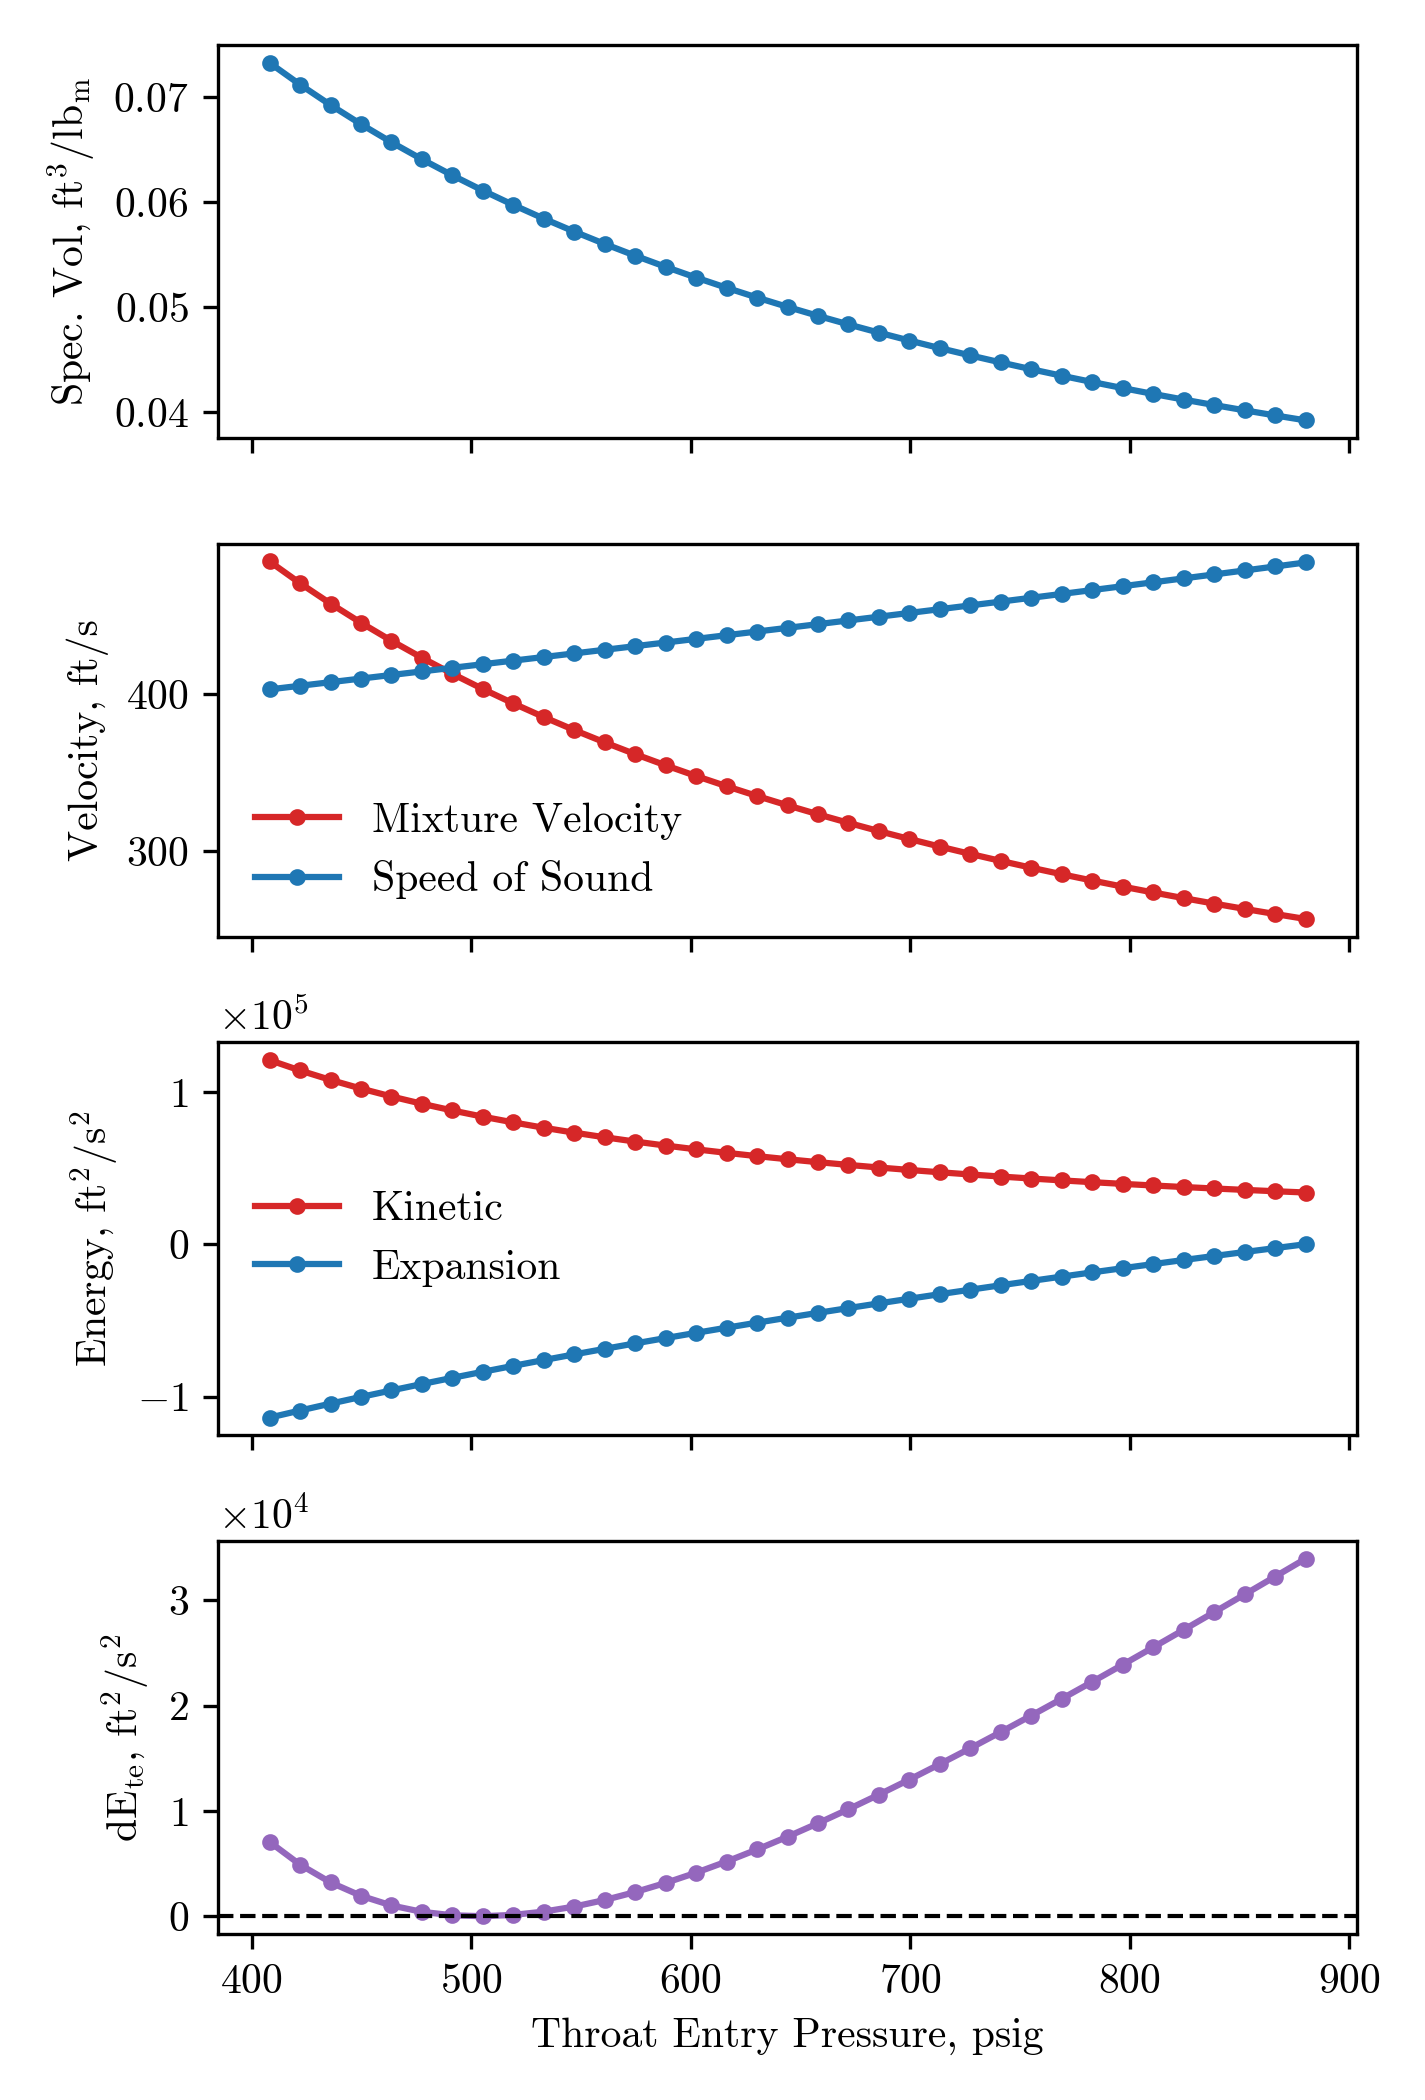 Spec. Vol, ft³/lbₘ
0.07
0.06
0.05
0.04
Velocity, ft/s
400
300
Mixture Velocity
Speed of Sound
×10⁵
Energy, ft²/s²
1
0
−1
Kinetic
Expansion
×10⁴
dE_te, ft²/s²
3
2
1
0
400 500 600 700 800 900
Throat Entry Pressure, psig